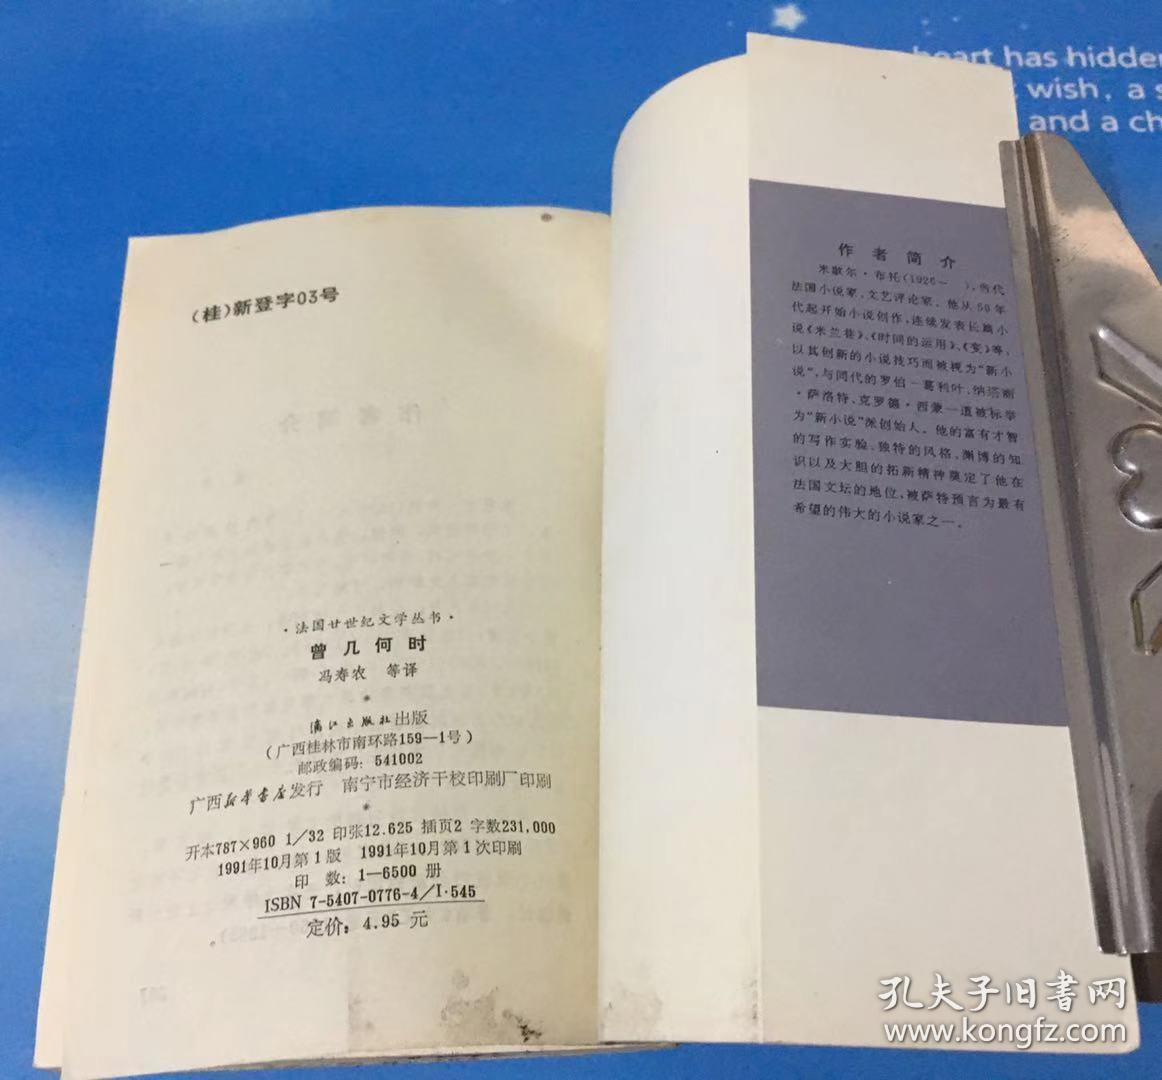 （桂）新登字03号
·法国廿世纪文学丛书·
曾几何时
冯寿农 等译
*
漓江出版社出版
（广西桂林市南环路159—1号）
邮政编码：541002
广西新华书店发行 南宁市经济干校印刷厂印刷
*
开本787×960 1/32 印张12.625 插页2 字数231,000
1991年10月第1版 1991年10月第1次印刷
印 数：1—6500 册
ISBN 7-5407-0776-4/I·545
定价：4.95 元
作者简介
米歇尔·布托(1926— )，当代
法国小说家，文艺评论家。他从50年
代起开始小说创作，连续发表长篇小
说《米兰巷》、《时间的运用》、《变》等，
以其创新的小说技巧而被视为“新小
说”，与同代的罗伯－葛利叶、纳塔丽
·萨洛特、克罗德·西蒙一道被标举
为“新小说”派创始人。他的富有才智
的写作实验、独特的风格、渊博的知
识以及大胆的拓新精神奠定了他在
法国文坛的地位，被萨特预言为最有
希望的伟大的小说家之一。
heart has hidden
wish, a s
and a ch
孔夫子旧书网
www.kongfz.com